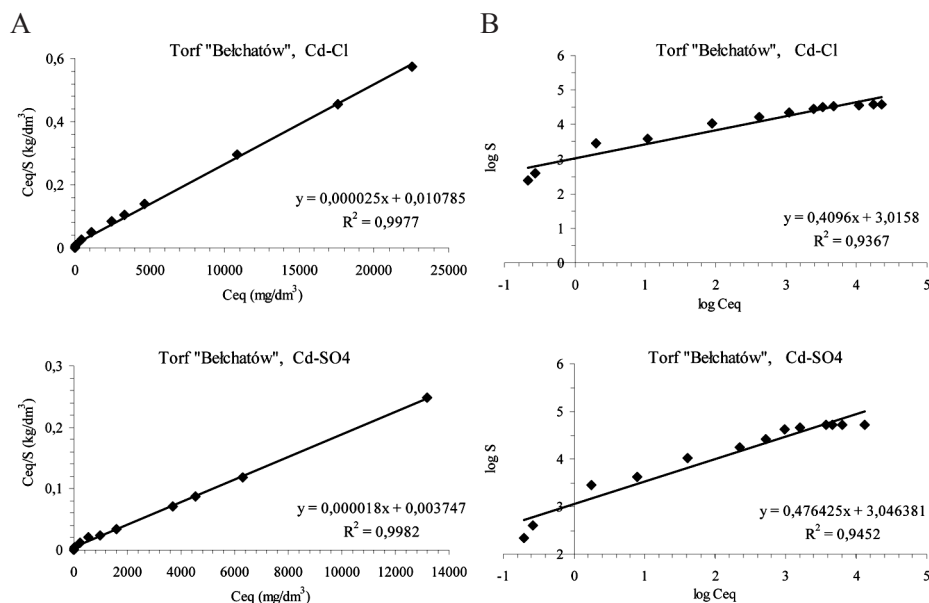 A
B
Torf "Bełchatów", Cd-Cl
0,6
0,4
0,2
0
Ceq/S (kg/dm³)
y = 0,000025x + 0,010785
R² = 0,9977
0 5000 10000 15000 20000 25000
Ceq (mg/dm³)
Torf "Bełchatów", Cd-Cl
6
5
4
3
2
1
0
log S
y = 0,4096x + 3,0158
R² = 0,9367
-1 0 1 2 3 4 5
log Ceq
Torf "Bełchatów", Cd-SO4
0,3
0,2
0,1
0
Ceq/S (kg/dm³)
y = 0,000018x + 0,003747
R² = 0,9982
0 2000 4000 6000 8000 10000 12000 14000
Ceq (mg/dm³)
Torf "Bełchatów", Cd-SO4
6
5
4
3
2
log S
y = 0,476425x + 3,046381
R² = 0,9452
-1 0 1 2 3 4 5
log Ceq